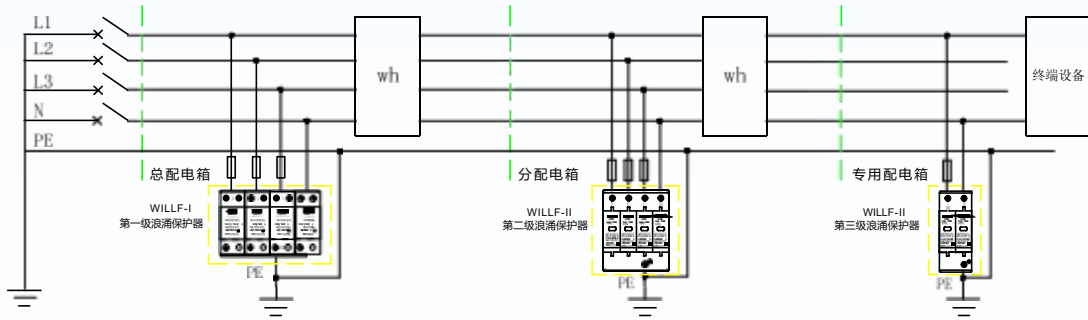 L1
L2
L3
N
PE
wh
wh
终端设备
总配电箱
WILLF-I
第一级浪涌保护器
PE
分配电箱
WILLF-II
第二级浪涌保护器
PE
专用配电箱
WILLF-II
第三级浪涌保护器
PE